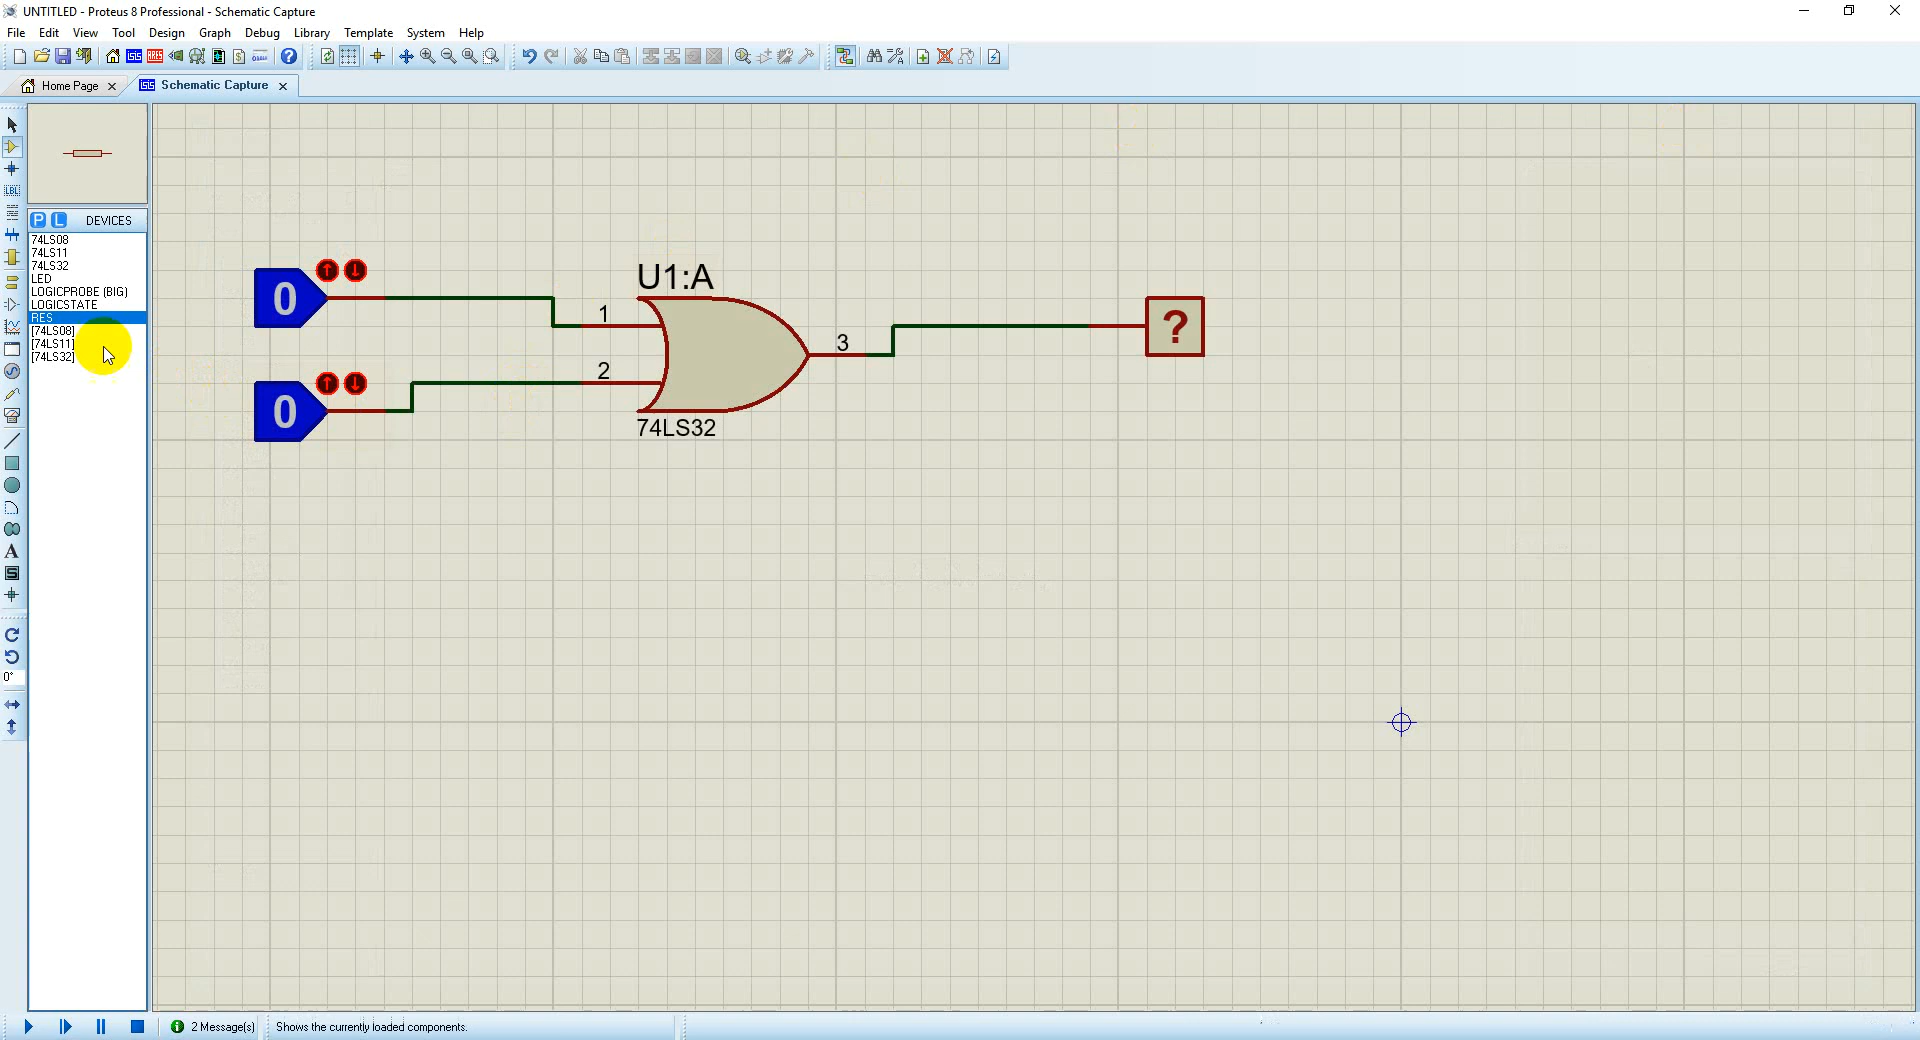 UNTITLED - Proteus 8 Professional - Schematic Capture
File Edit View Tool Design Graph Debug Library Template System Help
Home Page Schematic Capture
P L DEVICES
74LS08
74LS11
74LS32
LED
LOGICPROBE (BIG)
LOGICSTATE
RES
[74LS08]
[74LS11]
[74LS32]
LBL
A
S
0°
0
0
U1:A
1
2
3
74LS32
?
2 Message(s) Shows the currently loaded components.